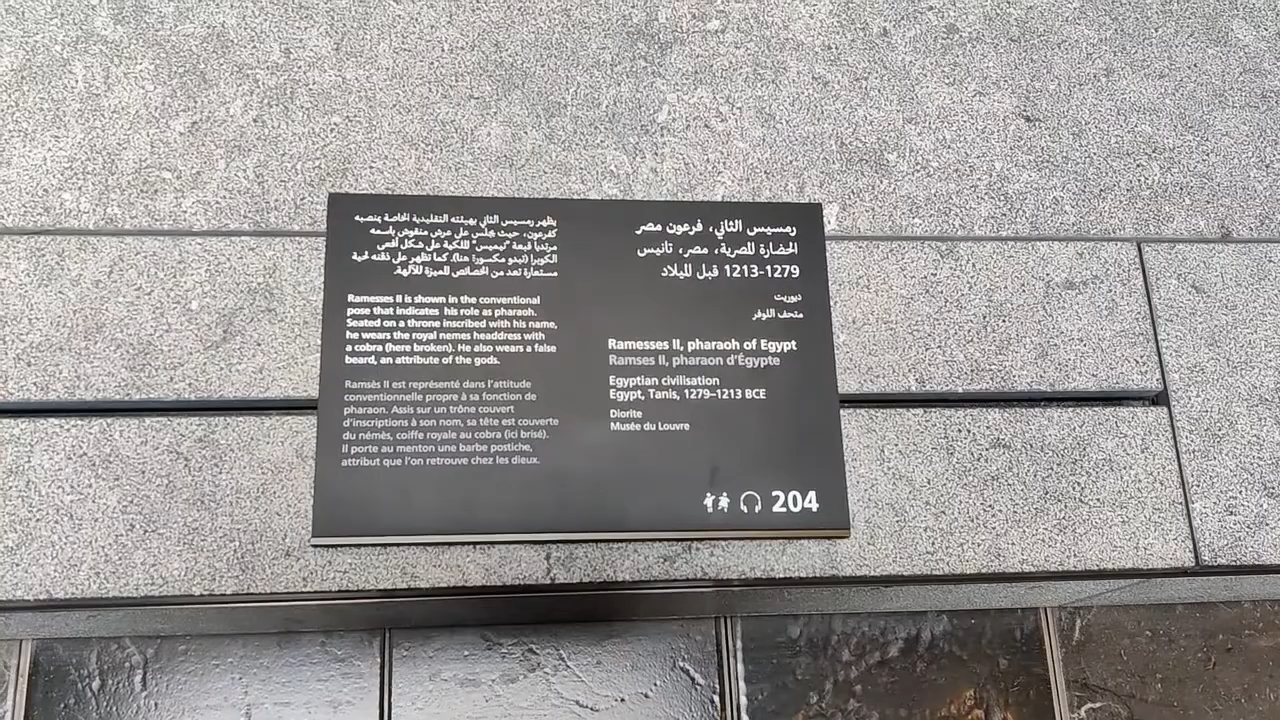 رمسيس الثاني، فرعون مصر
الحضارة المصرية، مصر، تانيس
1213-1279 قبل الميلاد
ديوريت
متحف اللوفر
Ramesses II, pharaoh of Egypt
Ramses II, pharaon d'Égypte
Egyptian civilisation
Egypt, Tanis, 1279–1213 BCE
Diorite
Musée du Louvre
يظهر رمسيس الثاني بهيئته التقليدية الخاصة بمنصبه
كفرعون، حيث يجلس على عرش منقوش باسمه
مرتديا قبعة "نيميس" الملكية على شكل أفعى
الكوبرا (تبدو مكسورة هنا). كما تظهر على ذقنه لحية
مستعارة تعد من الخصائص المميزة للآلهة.
Ramesses II is shown in the conventional
pose that indicates his role as pharaoh.
Seated on a throne inscribed with his name,
he wears the royal nemes headdress with
a cobra (here broken). He also wears a false
beard, an attribute of the gods.
Ramsès II est représenté dans l'attitude
conventionnelle propre à sa fonction de
pharaon. Assis sur un trône couvert
d'inscriptions à son nom, sa tête est couverte
du némès, coiffe royale au cobra (ici brisé).
Il porte au menton une barbe postiche,
attribut que l'on retrouve chez les dieux.
204